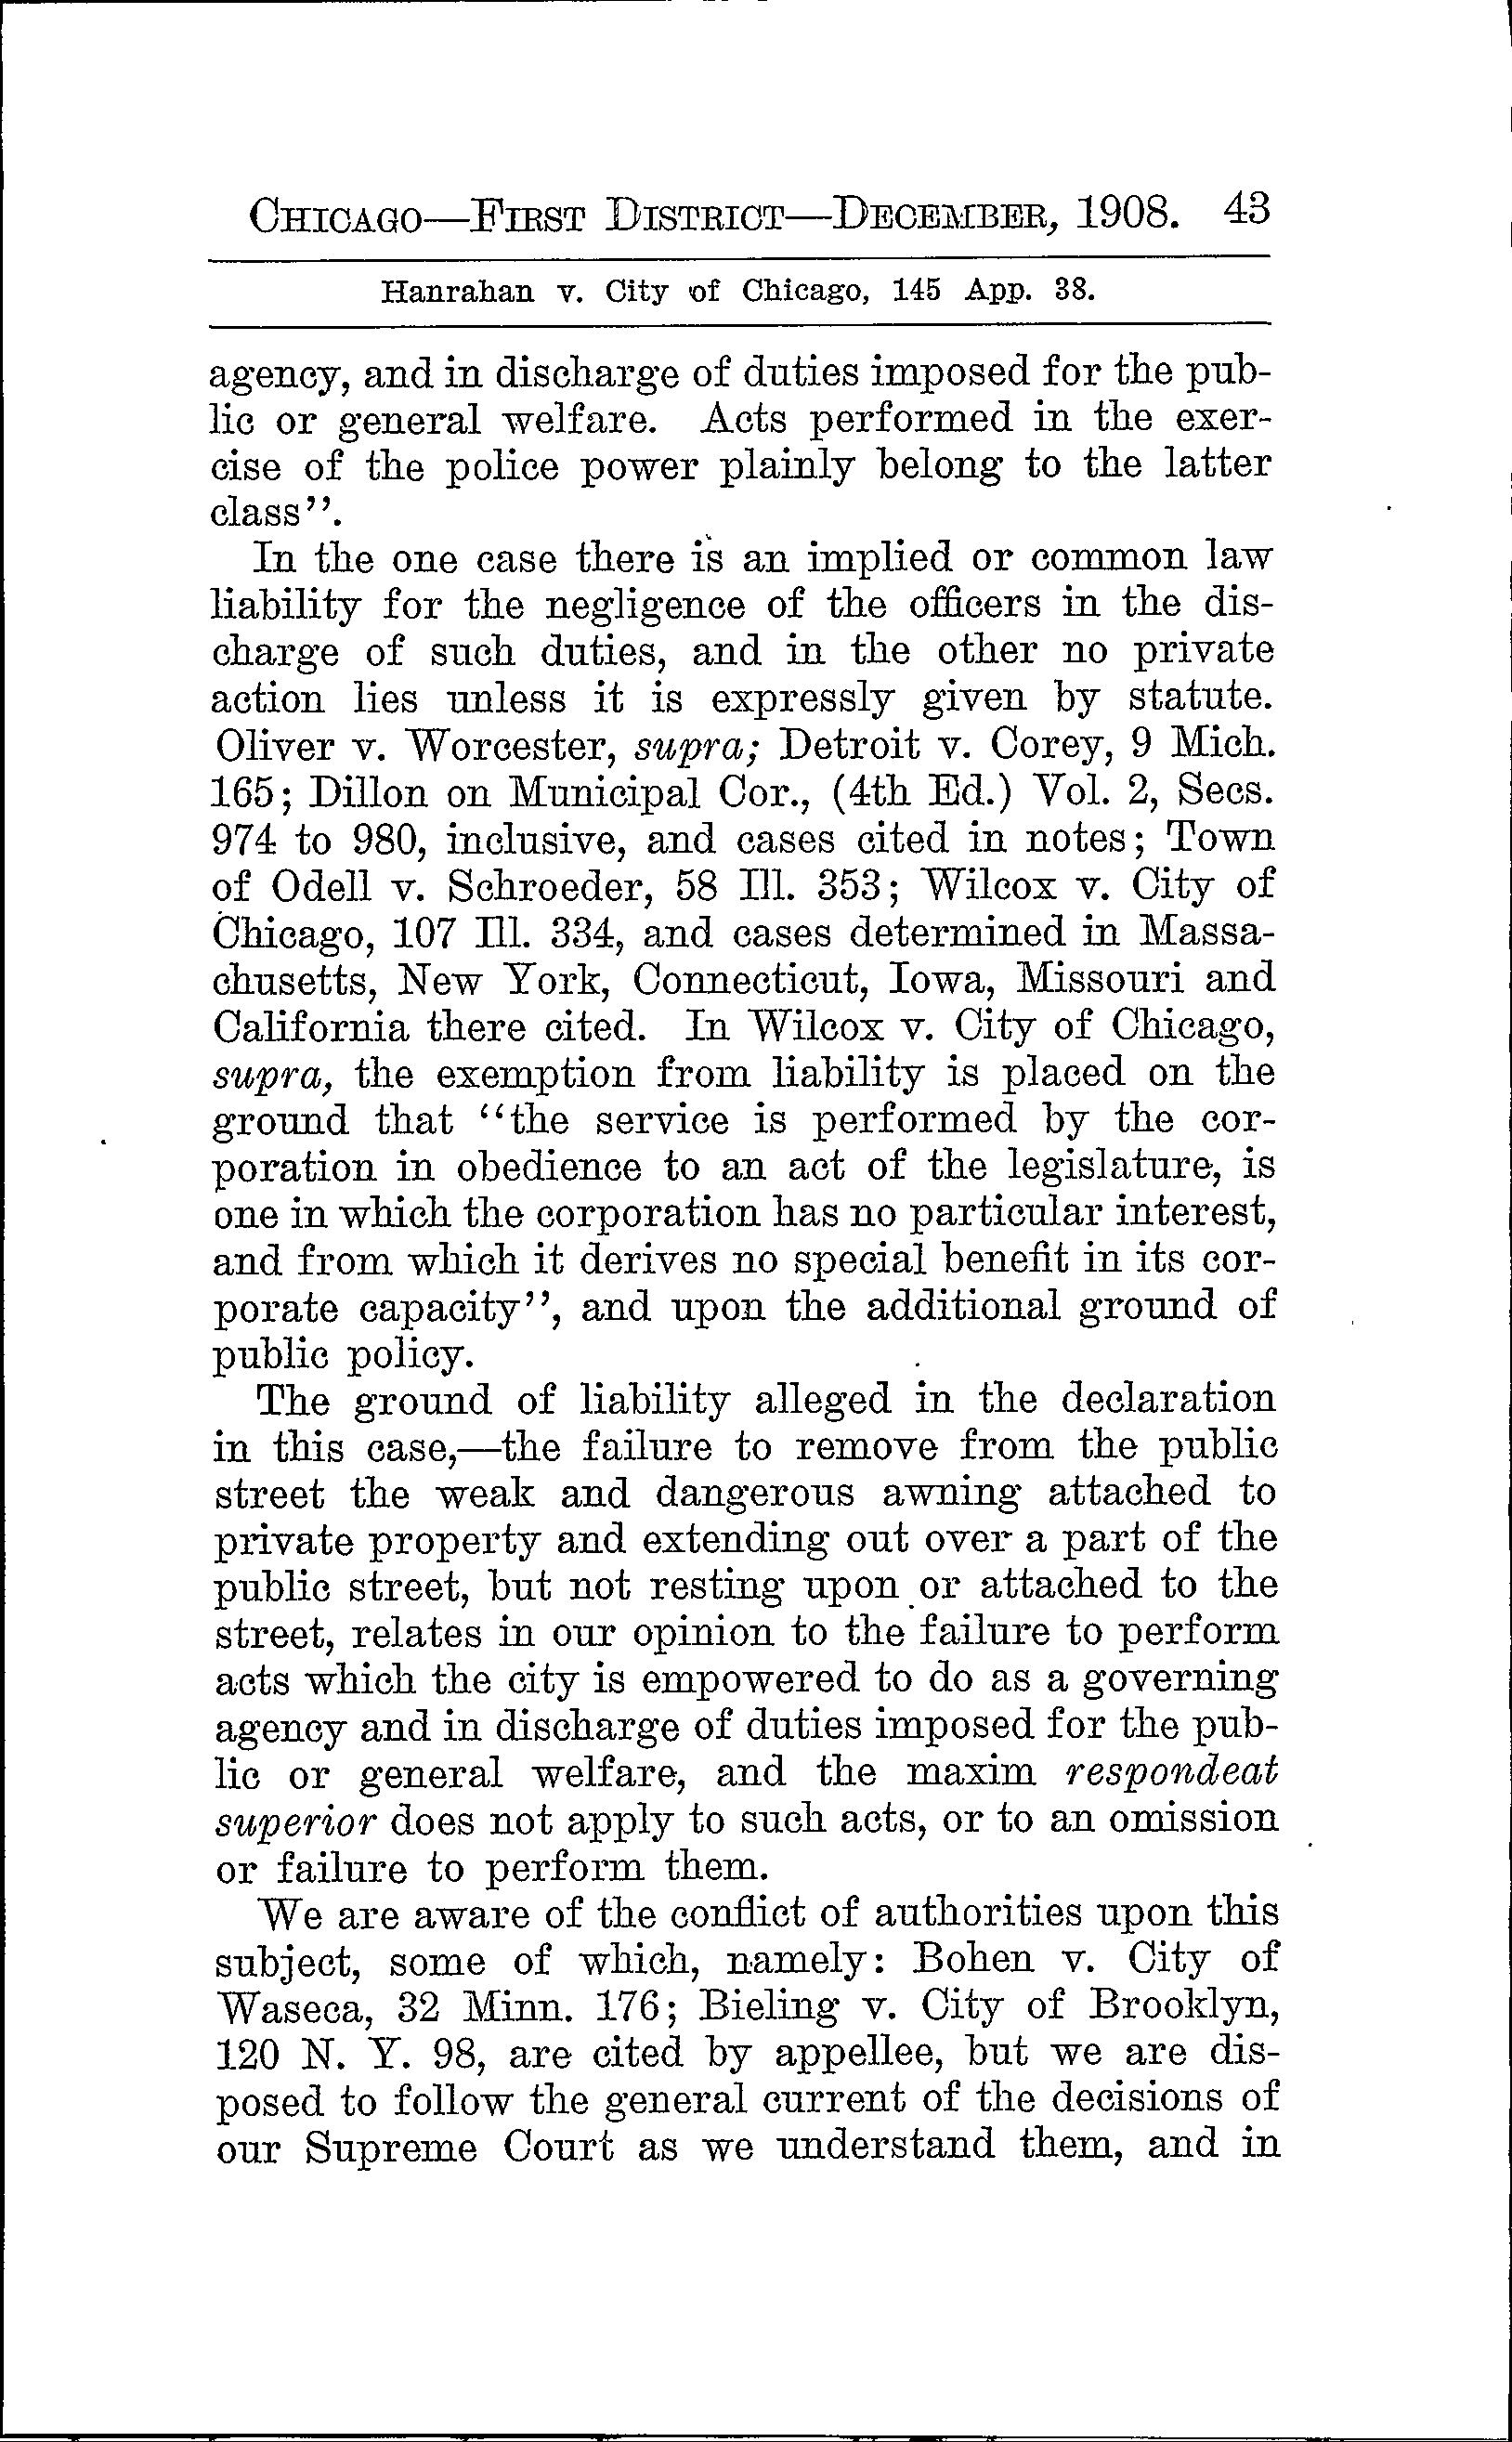 CHICAGO—FIRST DISTRICT—DECEMBER, 1908. 43
Hanrahan v. City of Chicago, 145 App. 38.
agency, and in discharge of duties imposed for the pub-
lic or general welfare. Acts performed in the exer-
cise of the police power plainly belong to the latter
class".
In the one case there is an implied or common law
liability for the negligence of the officers in the dis-
charge of such duties, and in the other no private
action lies unless it is expressly given by statute.
Oliver v. Worcester, supra; Detroit v. Corey, 9 Mich.
165; Dillon on Municipal Cor., (4th Ed.) Vol. 2, Secs.
974 to 980, inclusive, and cases cited in notes; Town
of Odell v. Schroeder, 58 Ill. 353; Wilcox v. City of
Chicago, 107 Ill. 334, and cases determined in Massa-
chusetts, New York, Connecticut, Iowa, Missouri and
California there cited. In Wilcox v. City of Chicago,
supra, the exemption from liability is placed on the
ground that "the service is performed by the cor-
poration in obedience to an act of the legislature, is
one in which the corporation has no particular interest,
and from which it derives no special benefit in its cor-
porate capacity", and upon the additional ground of
public policy.
The ground of liability alleged in the declaration
in this case,—the failure to remove from the public
street the weak and dangerous awning attached to
private property and extending out over a part of the
public street, but not resting upon or attached to the
street, relates in our opinion to the failure to perform
acts which the city is empowered to do as a governing
agency and in discharge of duties imposed for the pub-
lic or general welfare, and the maxim respondeat
superior does not apply to such acts, or to an omission
or failure to perform them.
We are aware of the conflict of authorities upon this
subject, some of which, namely: Bohen v. City of
Waseca, 32 Minn. 176; Bieling v. City of Brooklyn,
120 N. Y. 98, are cited by appellee, but we are dis-
posed to follow the general current of the decisions of
our Supreme Court as we understand them, and in